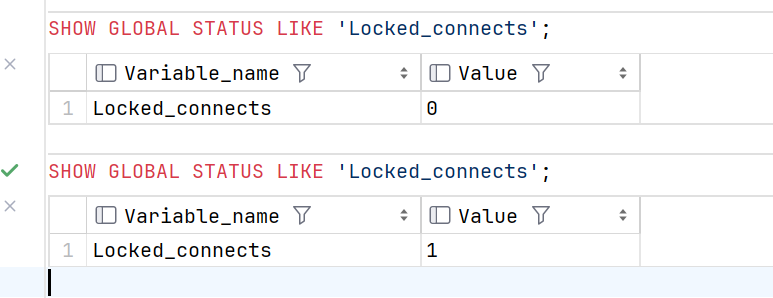 SHOW GLOBAL STATUS LIKE 'Locked_connects';
Variable_name Value
1 Locked_connects 0
SHOW GLOBAL STATUS LIKE 'Locked_connects';
Variable_name Value
1 Locked_connects 1